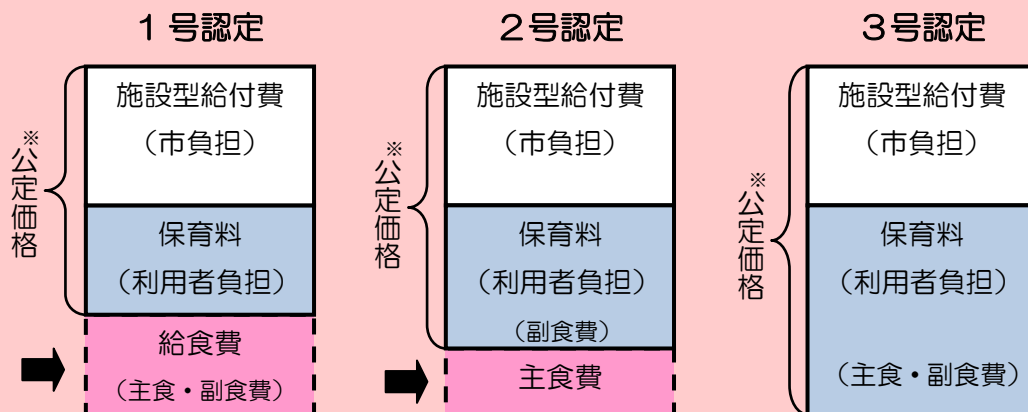 １号認定
※公定価格
施設型給付費
（市負担）
保育料
（利用者負担）
給食費
（主食・副食費）
２号認定
※公定価格
施設型給付費
（市負担）
保育料
（利用者負担）
（副食費）
主食費
３号認定
※公定価格
施設型給付費
（市負担）
保育料
（利用者負担）
（主食・副食費）